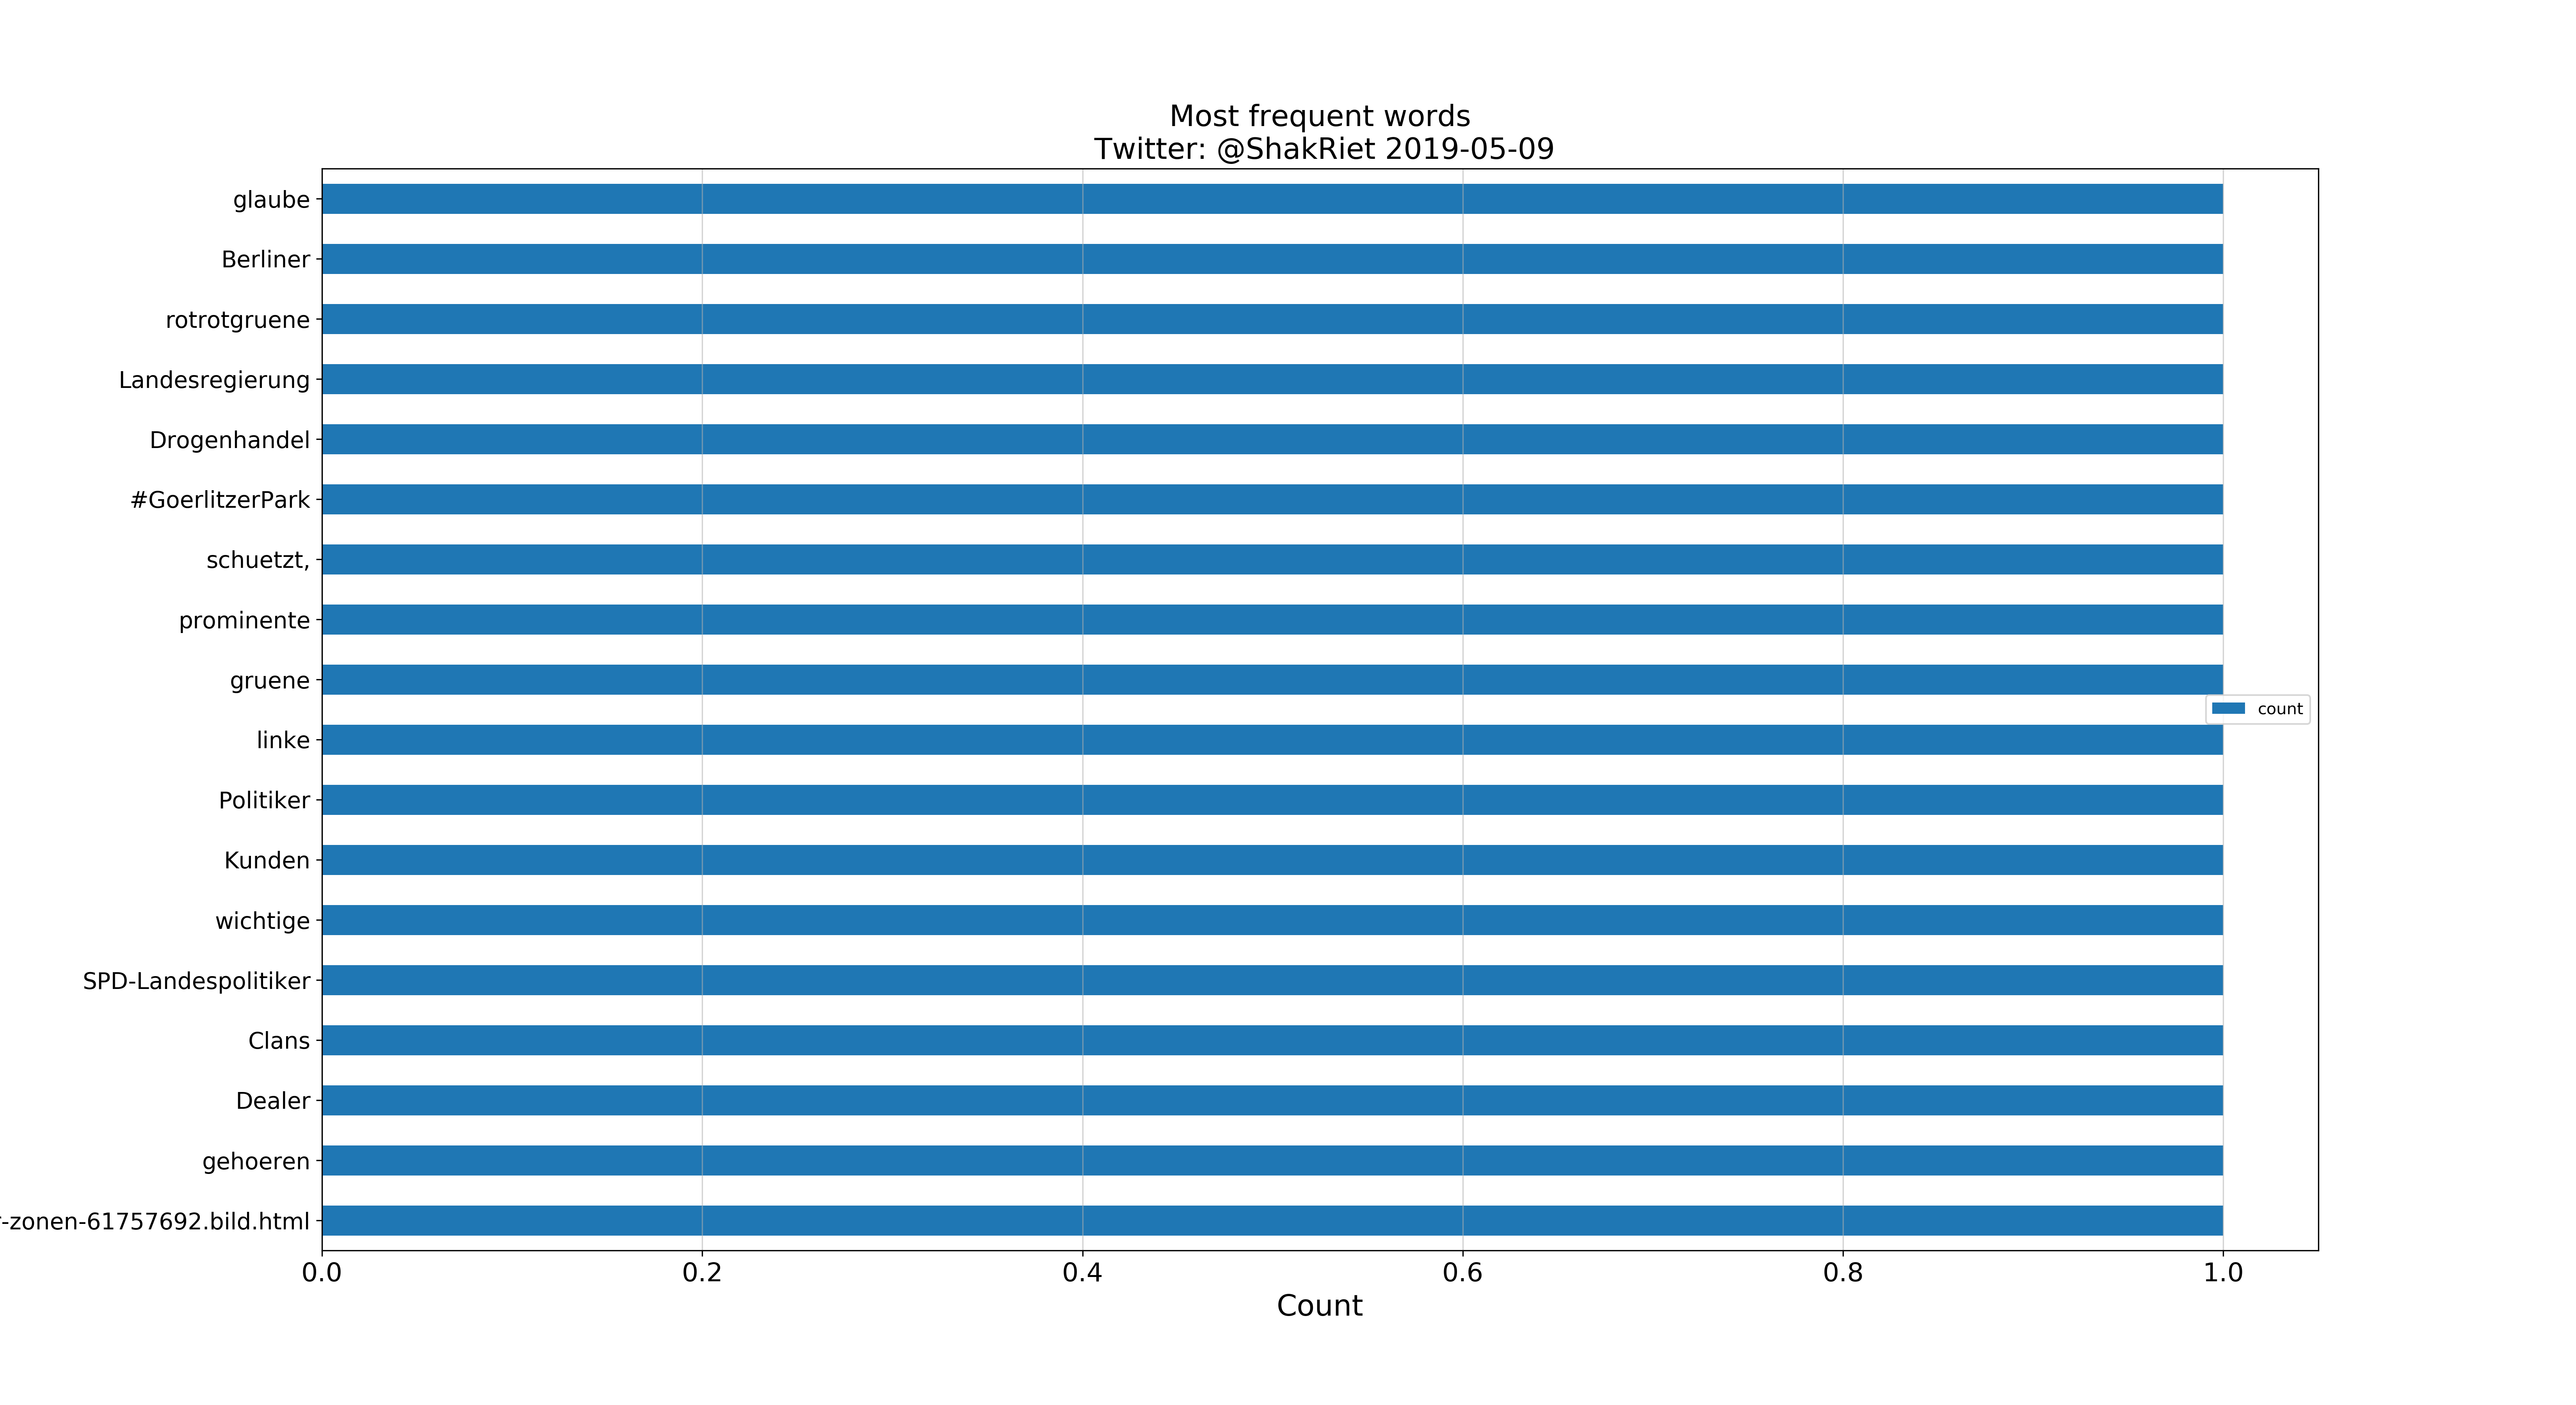 Most frequent words
Twitter: @ShakRiet 2019-05-09
glaube
Berliner
rotrotgruene
Landesregierung
Drogenhandel
#GoerlitzerPark
schuetzt,
prominente
gruene
linke
count
Politiker
Kunden
wichtige
SPD-Landespolitiker
Clans
Dealer
gehoeren
-zonen-61757692.bild.html
0.0 0.2 0.4 0.6 0.8 1.0
Count